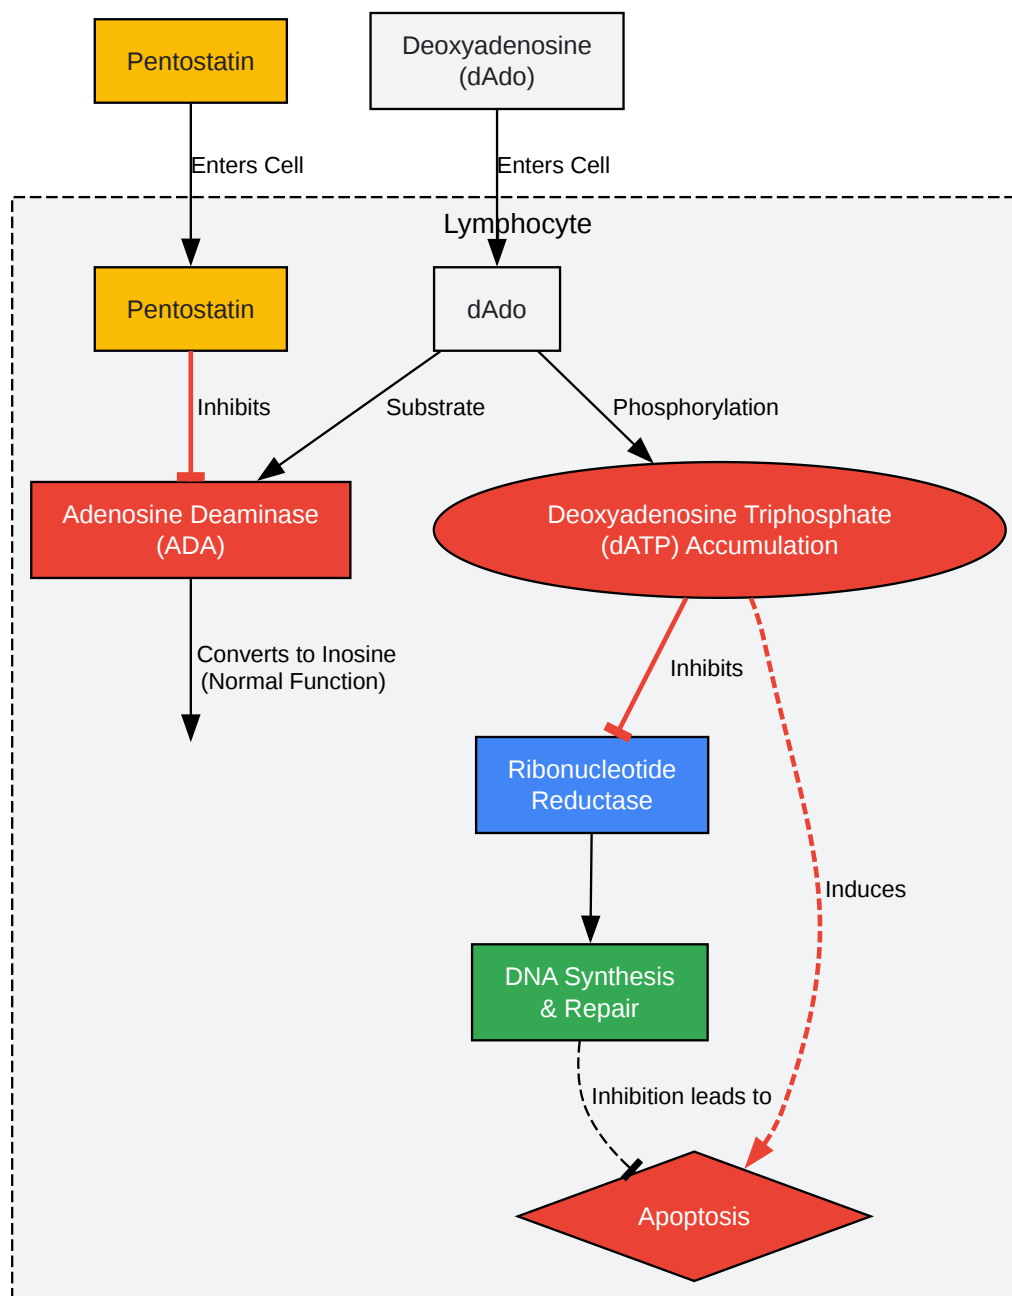 Pentostatin
Deoxyadenosine
(dAdo)
Enters Cell
Enters Cell
Lymphocyte
Pentostatin
dAdo
Inhibits
Substrate
Phosphorylation
Adenosine Deaminase
(ADA)
Deoxyadenosine Triphosphate
(dATP) Accumulation
Converts to Inosine
(Normal Function)
Inhibits
Ribonucleotide
Reductase
Induces
DNA Synthesis
& Repair
Inhibition leads to
Apoptosis